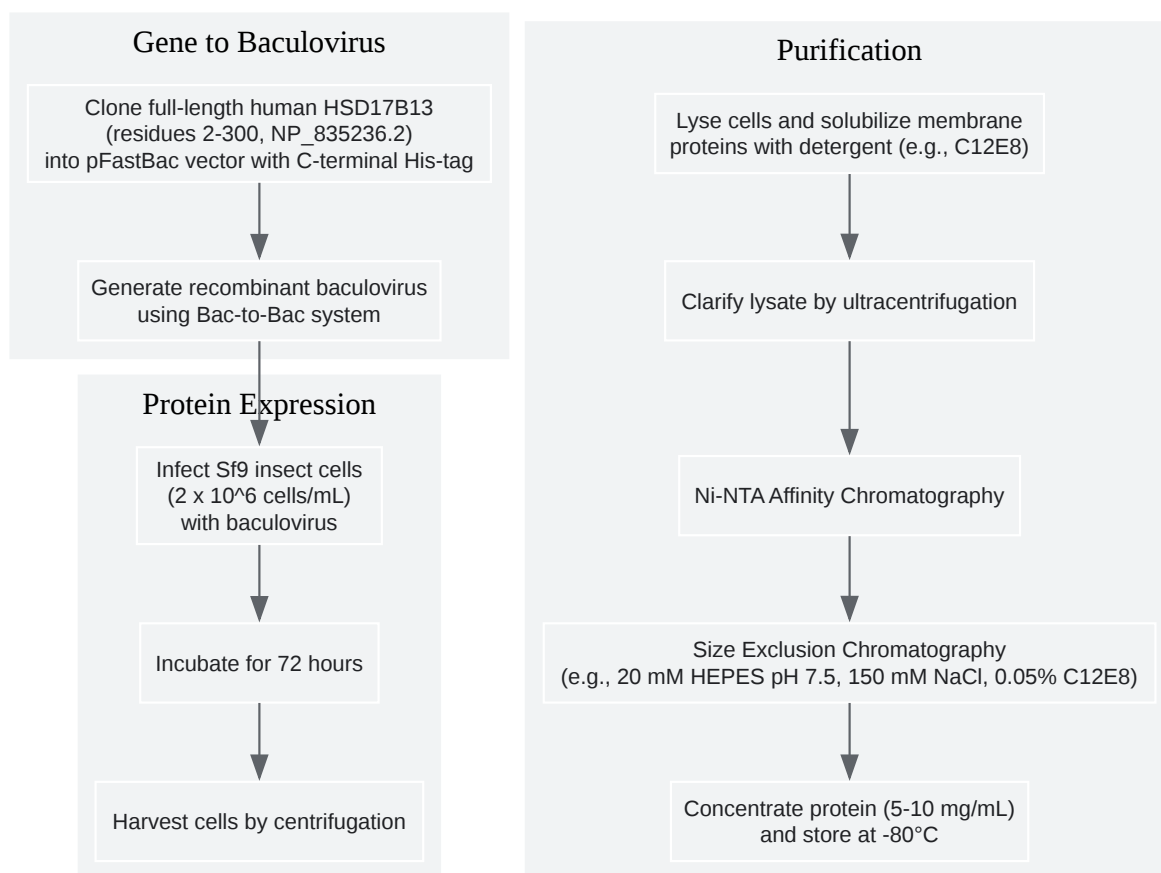 Gene to Baculovirus
Clone full-length human HSD17B13
(residues 2-300, NP_835236.2)
into pFastBac vector with C-terminal His-tag
Generate recombinant baculovirus
using Bac-to-Bac system
Protein Expression
Infect Sf9 insect cells
(2 x 10^6 cells/mL)
with baculovirus
Incubate for 72 hours
Harvest cells by centrifugation
Purification
Lyse cells and solubilize membrane
proteins with detergent (e.g., C12E8)
Clarify lysate by ultracentrifugation
Ni-NTA Affinity Chromatography
Size Exclusion Chromatography
(e.g., 20 mM HEPES pH 7.5, 150 mM NaCl, 0.05% C12E8)
Concentrate protein (5-10 mg/mL)
and store at -80°C